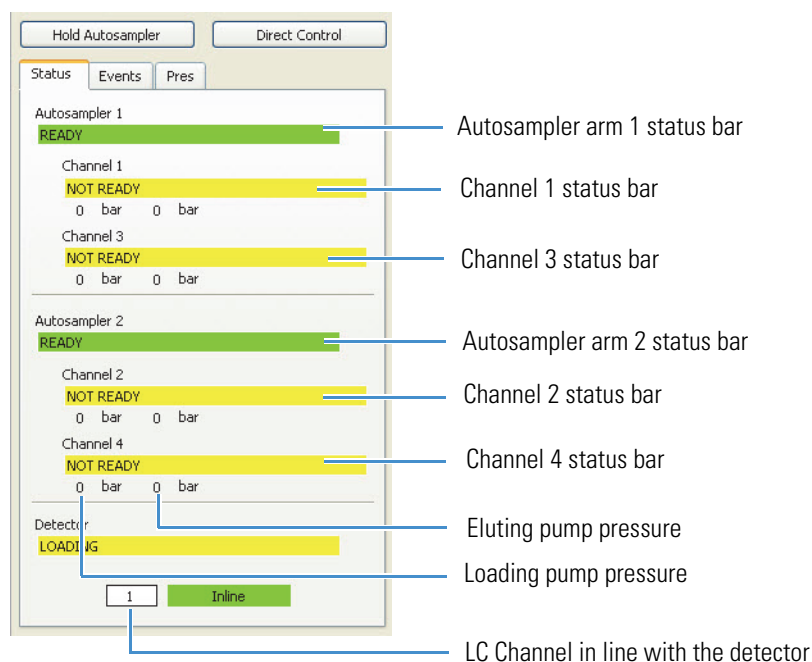 Hold Autosampler Direct Control
Status Events Pres
Autosampler 1
READY
Autosampler arm 1 status bar
Channel 1
NOT READY
Channel 1 status bar
0 bar 0 bar
Channel 3
NOT READY
Channel 3 status bar
0 bar 0 bar
Autosampler 2
READY
Autosampler arm 2 status bar
Channel 2
NOT READY
Channel 2 status bar
0 bar 0 bar
Channel 4
NOT READY
Channel 4 status bar
0 bar 0 bar
Eluting pump pressure
Detector
LOADING
Loading pump pressure
1 Inline
LC Channel in line with the detector